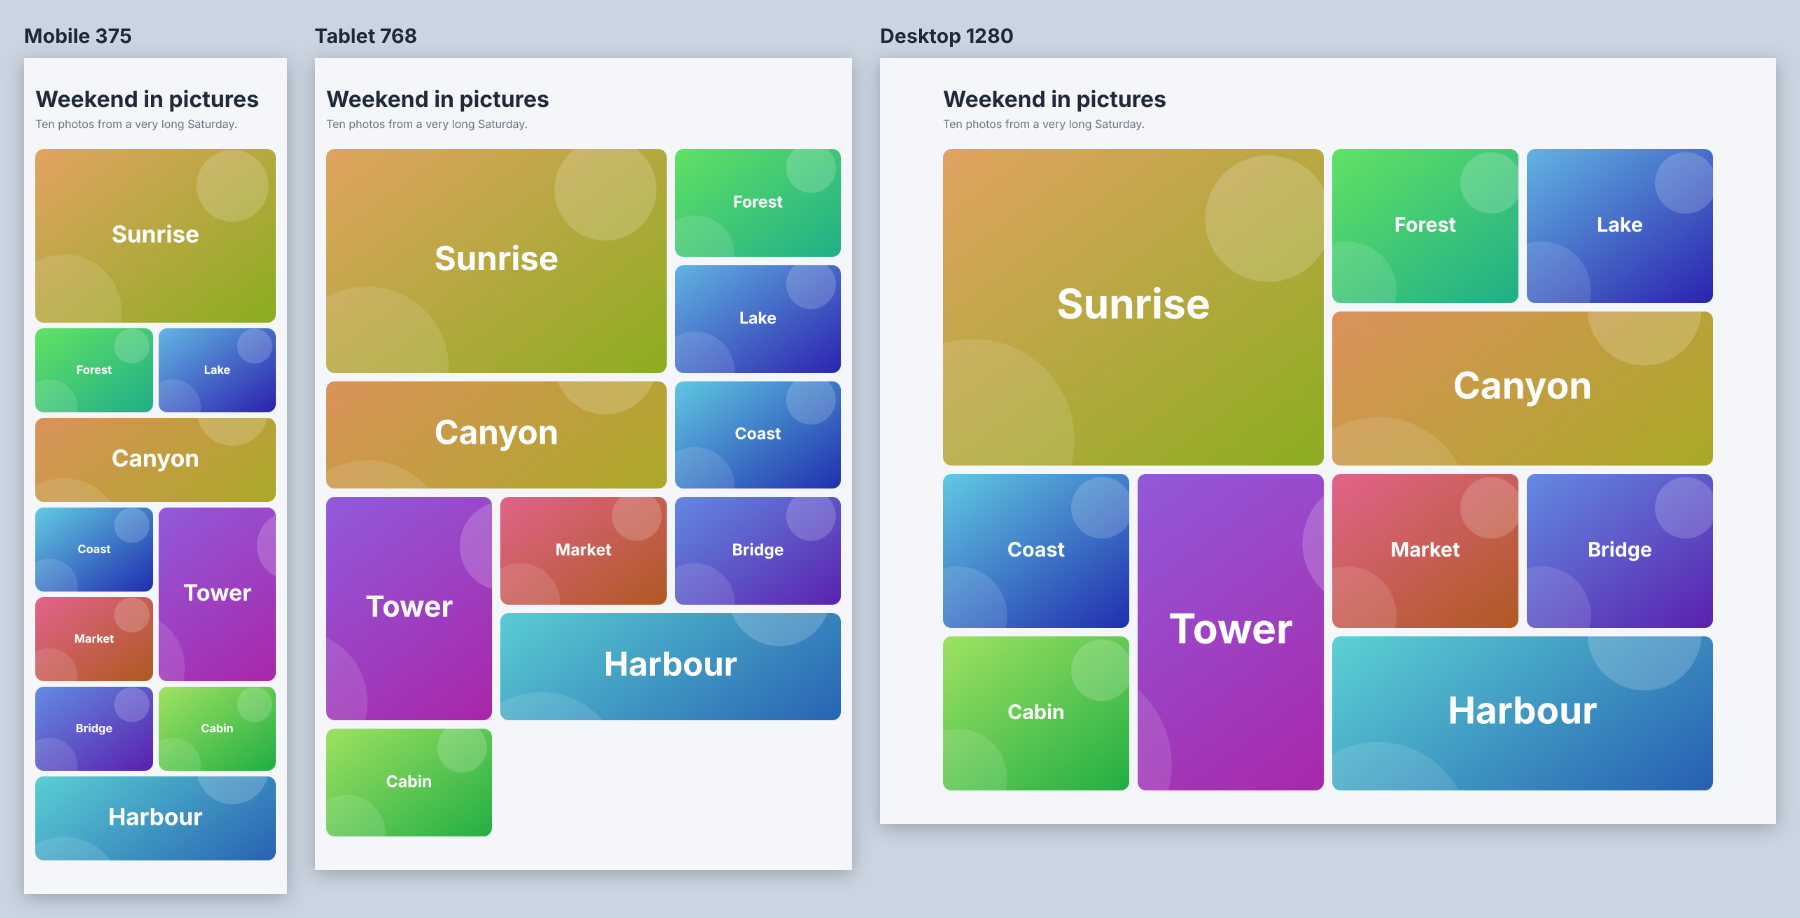 Mobile 375
Weekend in pictures
Ten photos from a very long Saturday.
Sunrise
Forest
Lake
Canyon
Coast
Tower
Market
Bridge
Cabin
Harbour
Tablet 768
Weekend in pictures
Ten photos from a very long Saturday.
Sunrise
Forest
Lake
Canyon
Coast
Tower
Market
Bridge
Harbour
Cabin
Desktop 1280
Weekend in pictures
Ten photos from a very long Saturday.
Sunrise
Forest
Lake
Canyon
Coast
Tower
Market
Bridge
Cabin
Harbour